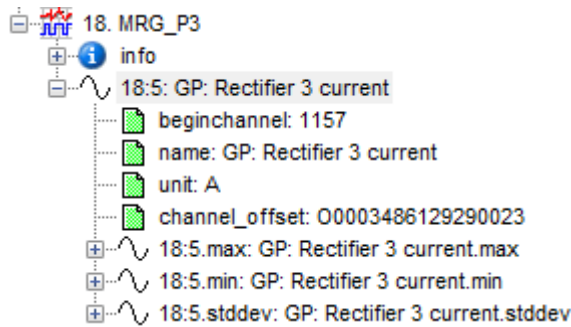 18. MRG_P3
info
18:5: GP: Rectifier 3 current
beginchannel: 1157
name: GP: Rectifier 3 current
unit: A
channel_offset: O0003486129290023
18:5.max: GP: Rectifier 3 current.max
18:5.min: GP: Rectifier 3 current.min
18:5.stddev: GP: Rectifier 3 current.stddev